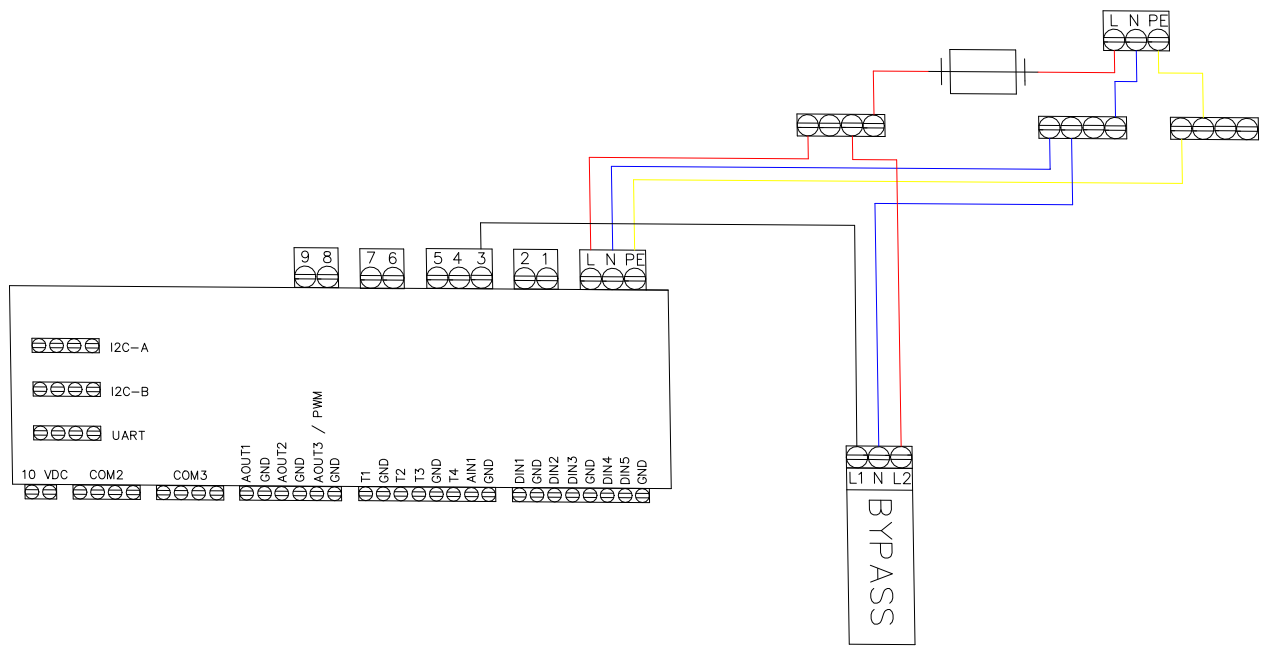 L N PE
9 8 7 6 5 4 3 2 1 L N PE
I2C-A
I2C-B
UART
10 VDC COM2 COM3
AOUT1
GND
AOUT2
GND
AOUT3 / PWM
GND
T1
GND
T2
T3
GND
T4
AIN1
GND
DIN1
GND
DIN2
DIN3
GND
DIN4
DIN5
GND
L1 N L2
BYPASS